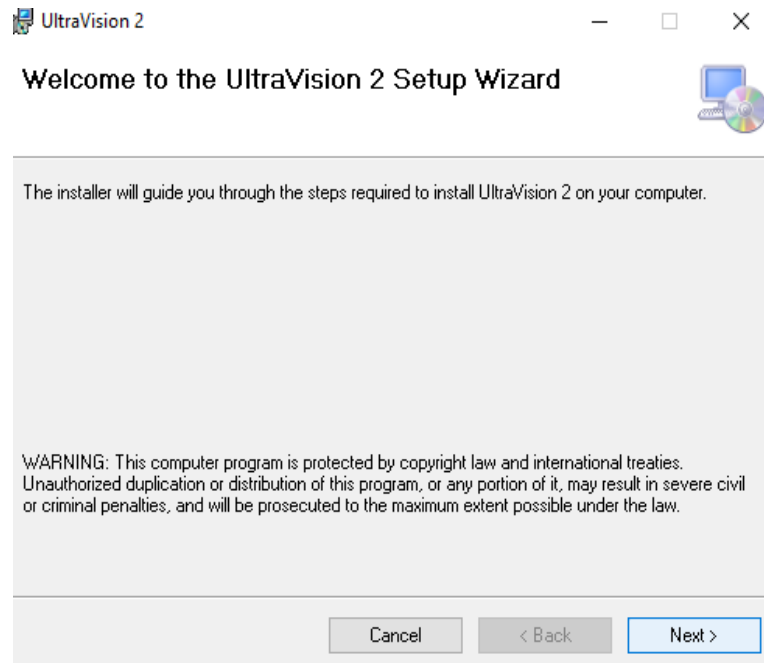 UltraVision 2
Welcome to the UltraVision 2 Setup Wizard
The installer will guide you through the steps required to install UltraVision 2 on your computer.
WARNING: This computer program is protected by copyright law and international treaties.
Unauthorized duplication or distribution of this program, or any portion of it, may result in severe civil
or criminal penalties, and will be prosecuted to the maximum extent possible under the law.
Cancel
< Back
Next >